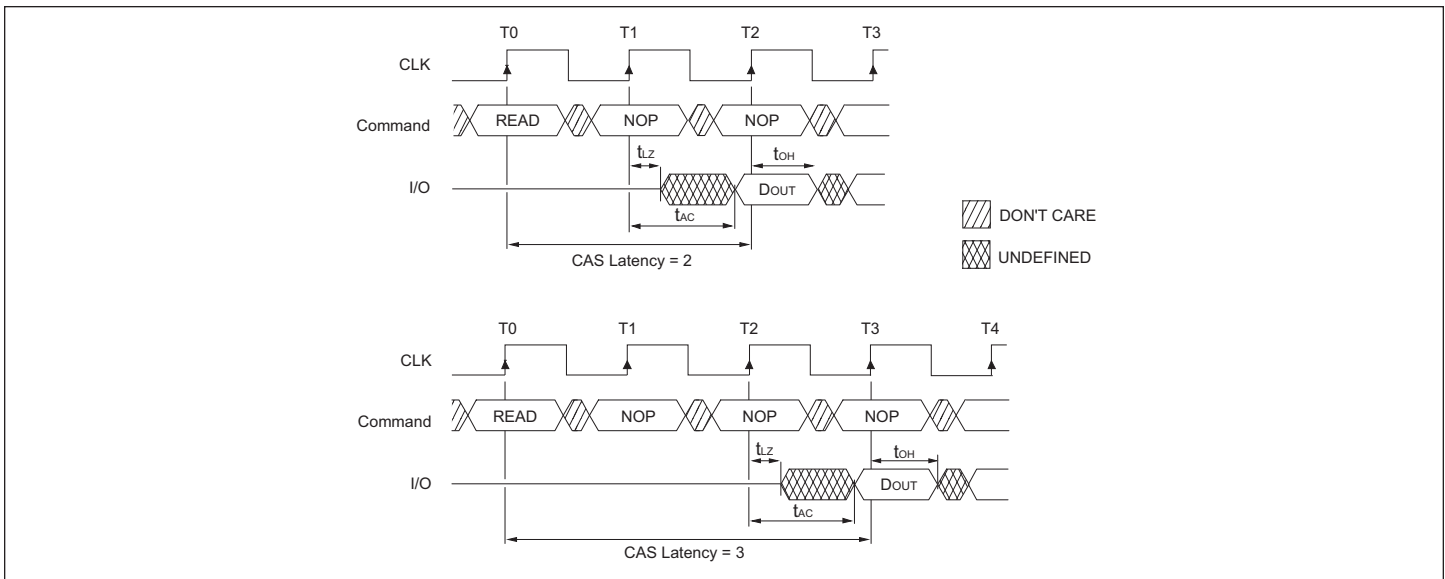 T0 T1 T2 T3
CLK
Command READ NOP NOP
tLZ tOH
I/O DOUT
tAC
CAS Latency = 2
DON'T CARE
UNDEFINED
T0 T1 T2 T3 T4
CLK
Command READ NOP NOP NOP
tLZ tOH
I/O DOUT
tAC
CAS Latency = 3